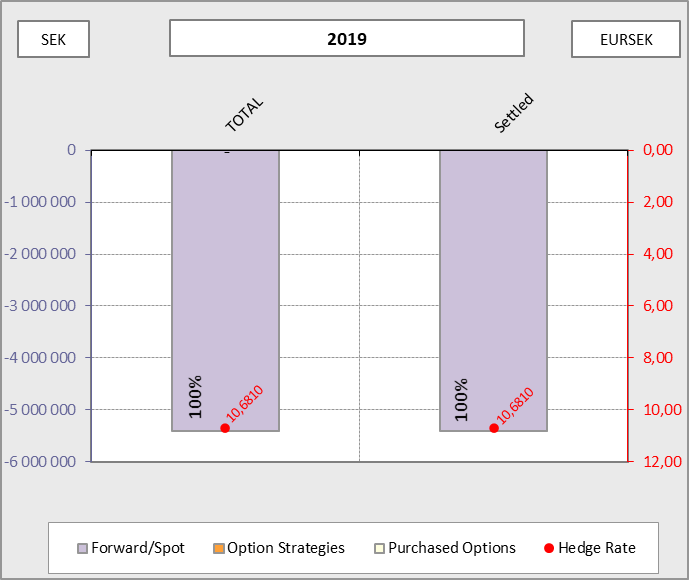 SEK
2019
EURSEK
TOTAL
Settled
0
-1 000 000
-2 000 000
-3 000 000
-4 000 000
-5 000 000
-6 000 000
0,00
2,00
4,00
6,00
8,00
10,00
12,00
100%
10,6810
100%
10,6810
Forward/Spot
Option Strategies
Purchased Options
Hedge Rate